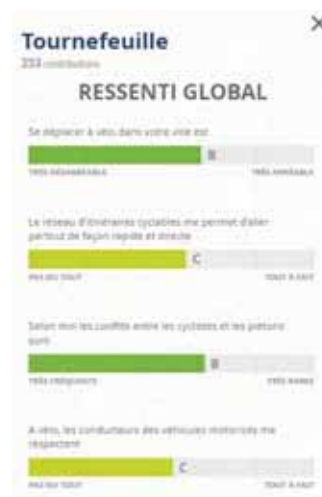 Tournefeuille
253 contributions
RESSENTI GLOBAL
Se déplacer à vélo dans votre ville est
B
TRÈS DÉSAGRÉABLE TRÈS AGRÉABLE
Le réseau d'itinéraires cyclables me permet d'aller
partout de façon rapide et directe
C
PAS DU TOUT TOUT À FAIT
Selon moi les conflits entre les cyclistes et les piétons
sont
B
TRÈS FRÉQUENTS TRÈS RARES
A vélo, les conducteurs des véhicules motorisés me
respectent
C
PAS DU TOUT TOUT À FAIT